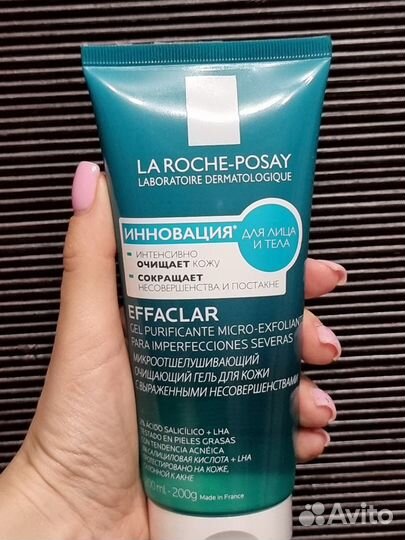 LA ROCHE-POSAY
LABORATOIRE DERMATOLOGIQUE
ИННОВАЦИЯ*
ДЛЯ ЛИЦА
И ТЕЛА
ИНТЕНСИВНО
ОЧИЩАЕТ КОЖУ
СОКРАЩАЕТ
НЕСОВЕРШЕНСТВА И ПОСТАКНЕ
EFFACLAR
GEL PURIFICANTE MICRO-EXFOLIANTE
PARA IMPERFECCIONES SEVERAS
МИКРООТШЕЛУШИВАЮЩИЙ
ОЧИЩАЮЩИЙ ГЕЛЬ ДЛЯ КОЖИ
С ВЫРАЖЕННЫМИ НЕСОВЕРШЕНСТВАМИ
ÁCIDO SALICÍLICO + LHA
TESTADO EN PIELES GRASAS
CON TENDENCIA ACNÉICA
САЛИЦИЛОВАЯ КИСЛОТА + LHA
ПРОТЕСТИРОВАНО НА КОЖЕ,
СКЛОННОЙ К АКНЕ
200 ml - 200g Made in France
Avito